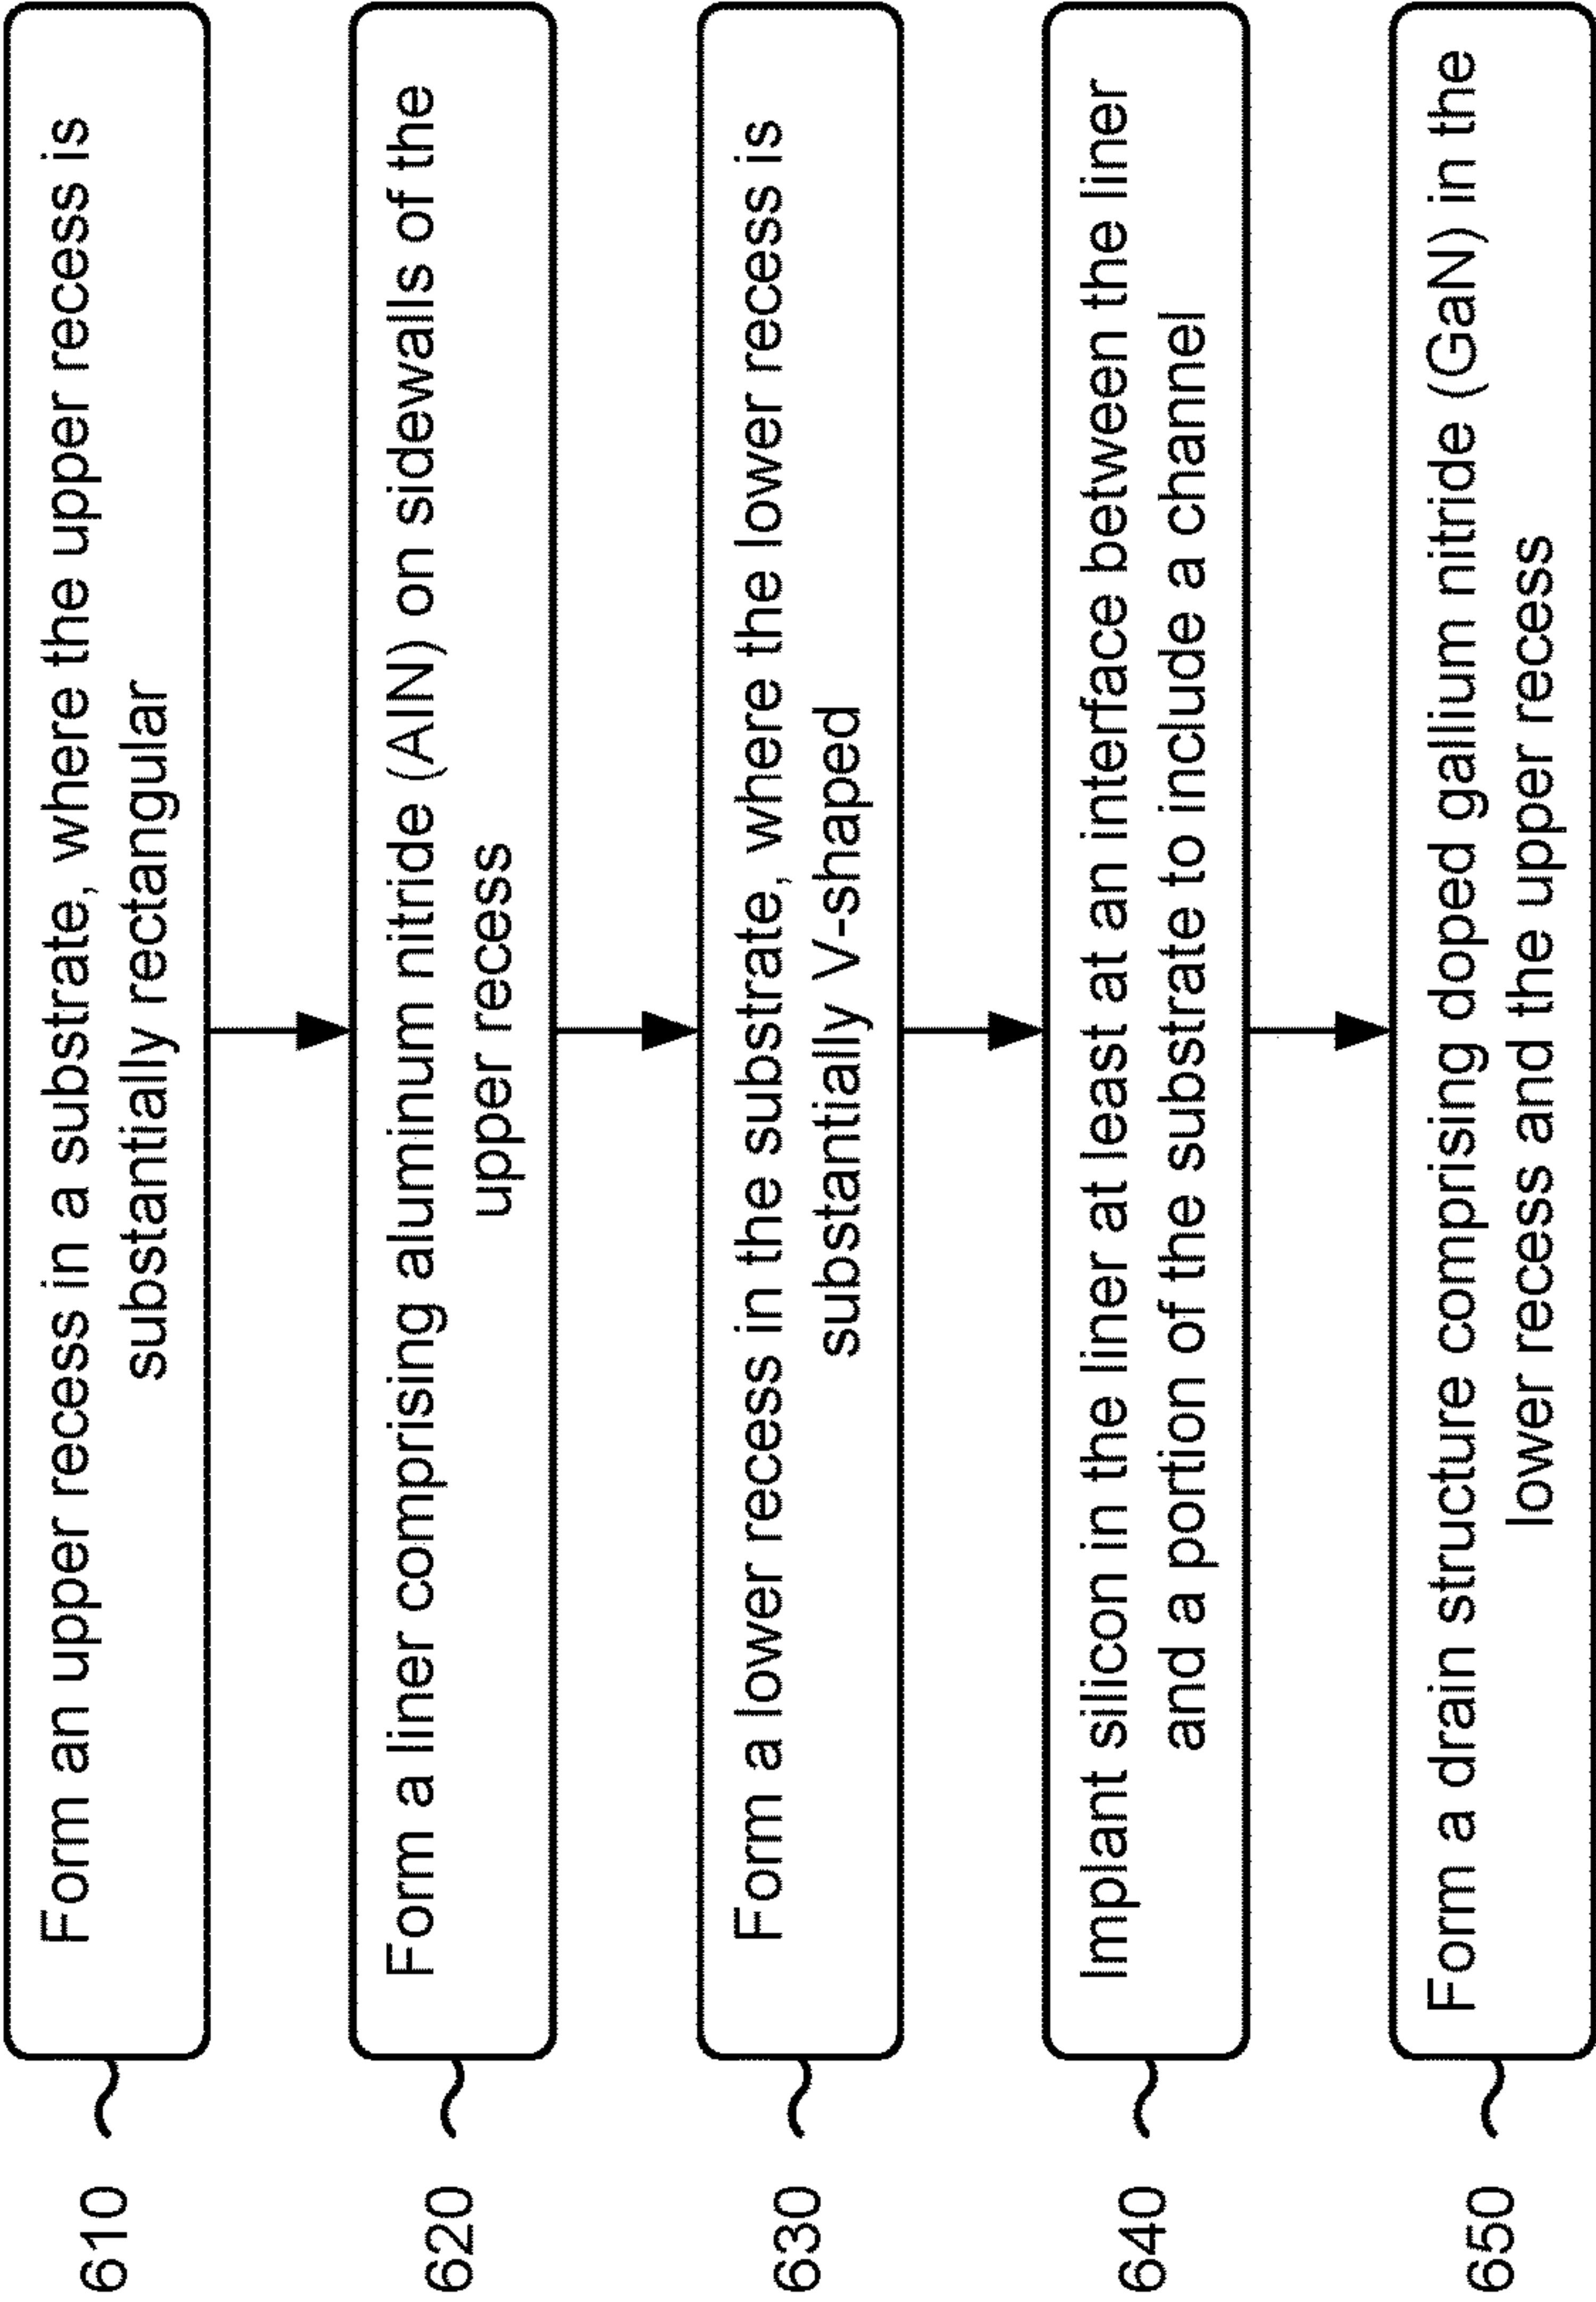 610
Form an upper recess in a substrate, where the upper recess is
substantially rectangular
620
Form a liner comprising aluminum nitride (AlN) on sidewalls of the
upper recess
630
Form a lower recess in the substrate, where the lower recess is
substantially V-shaped
640
Implant silicon in the liner at least at an interface between the liner
and a portion of the substrate to include a channel
650
Form a drain structure comprising doped gallium nitride (GaN) in the
lower recess and the upper recess